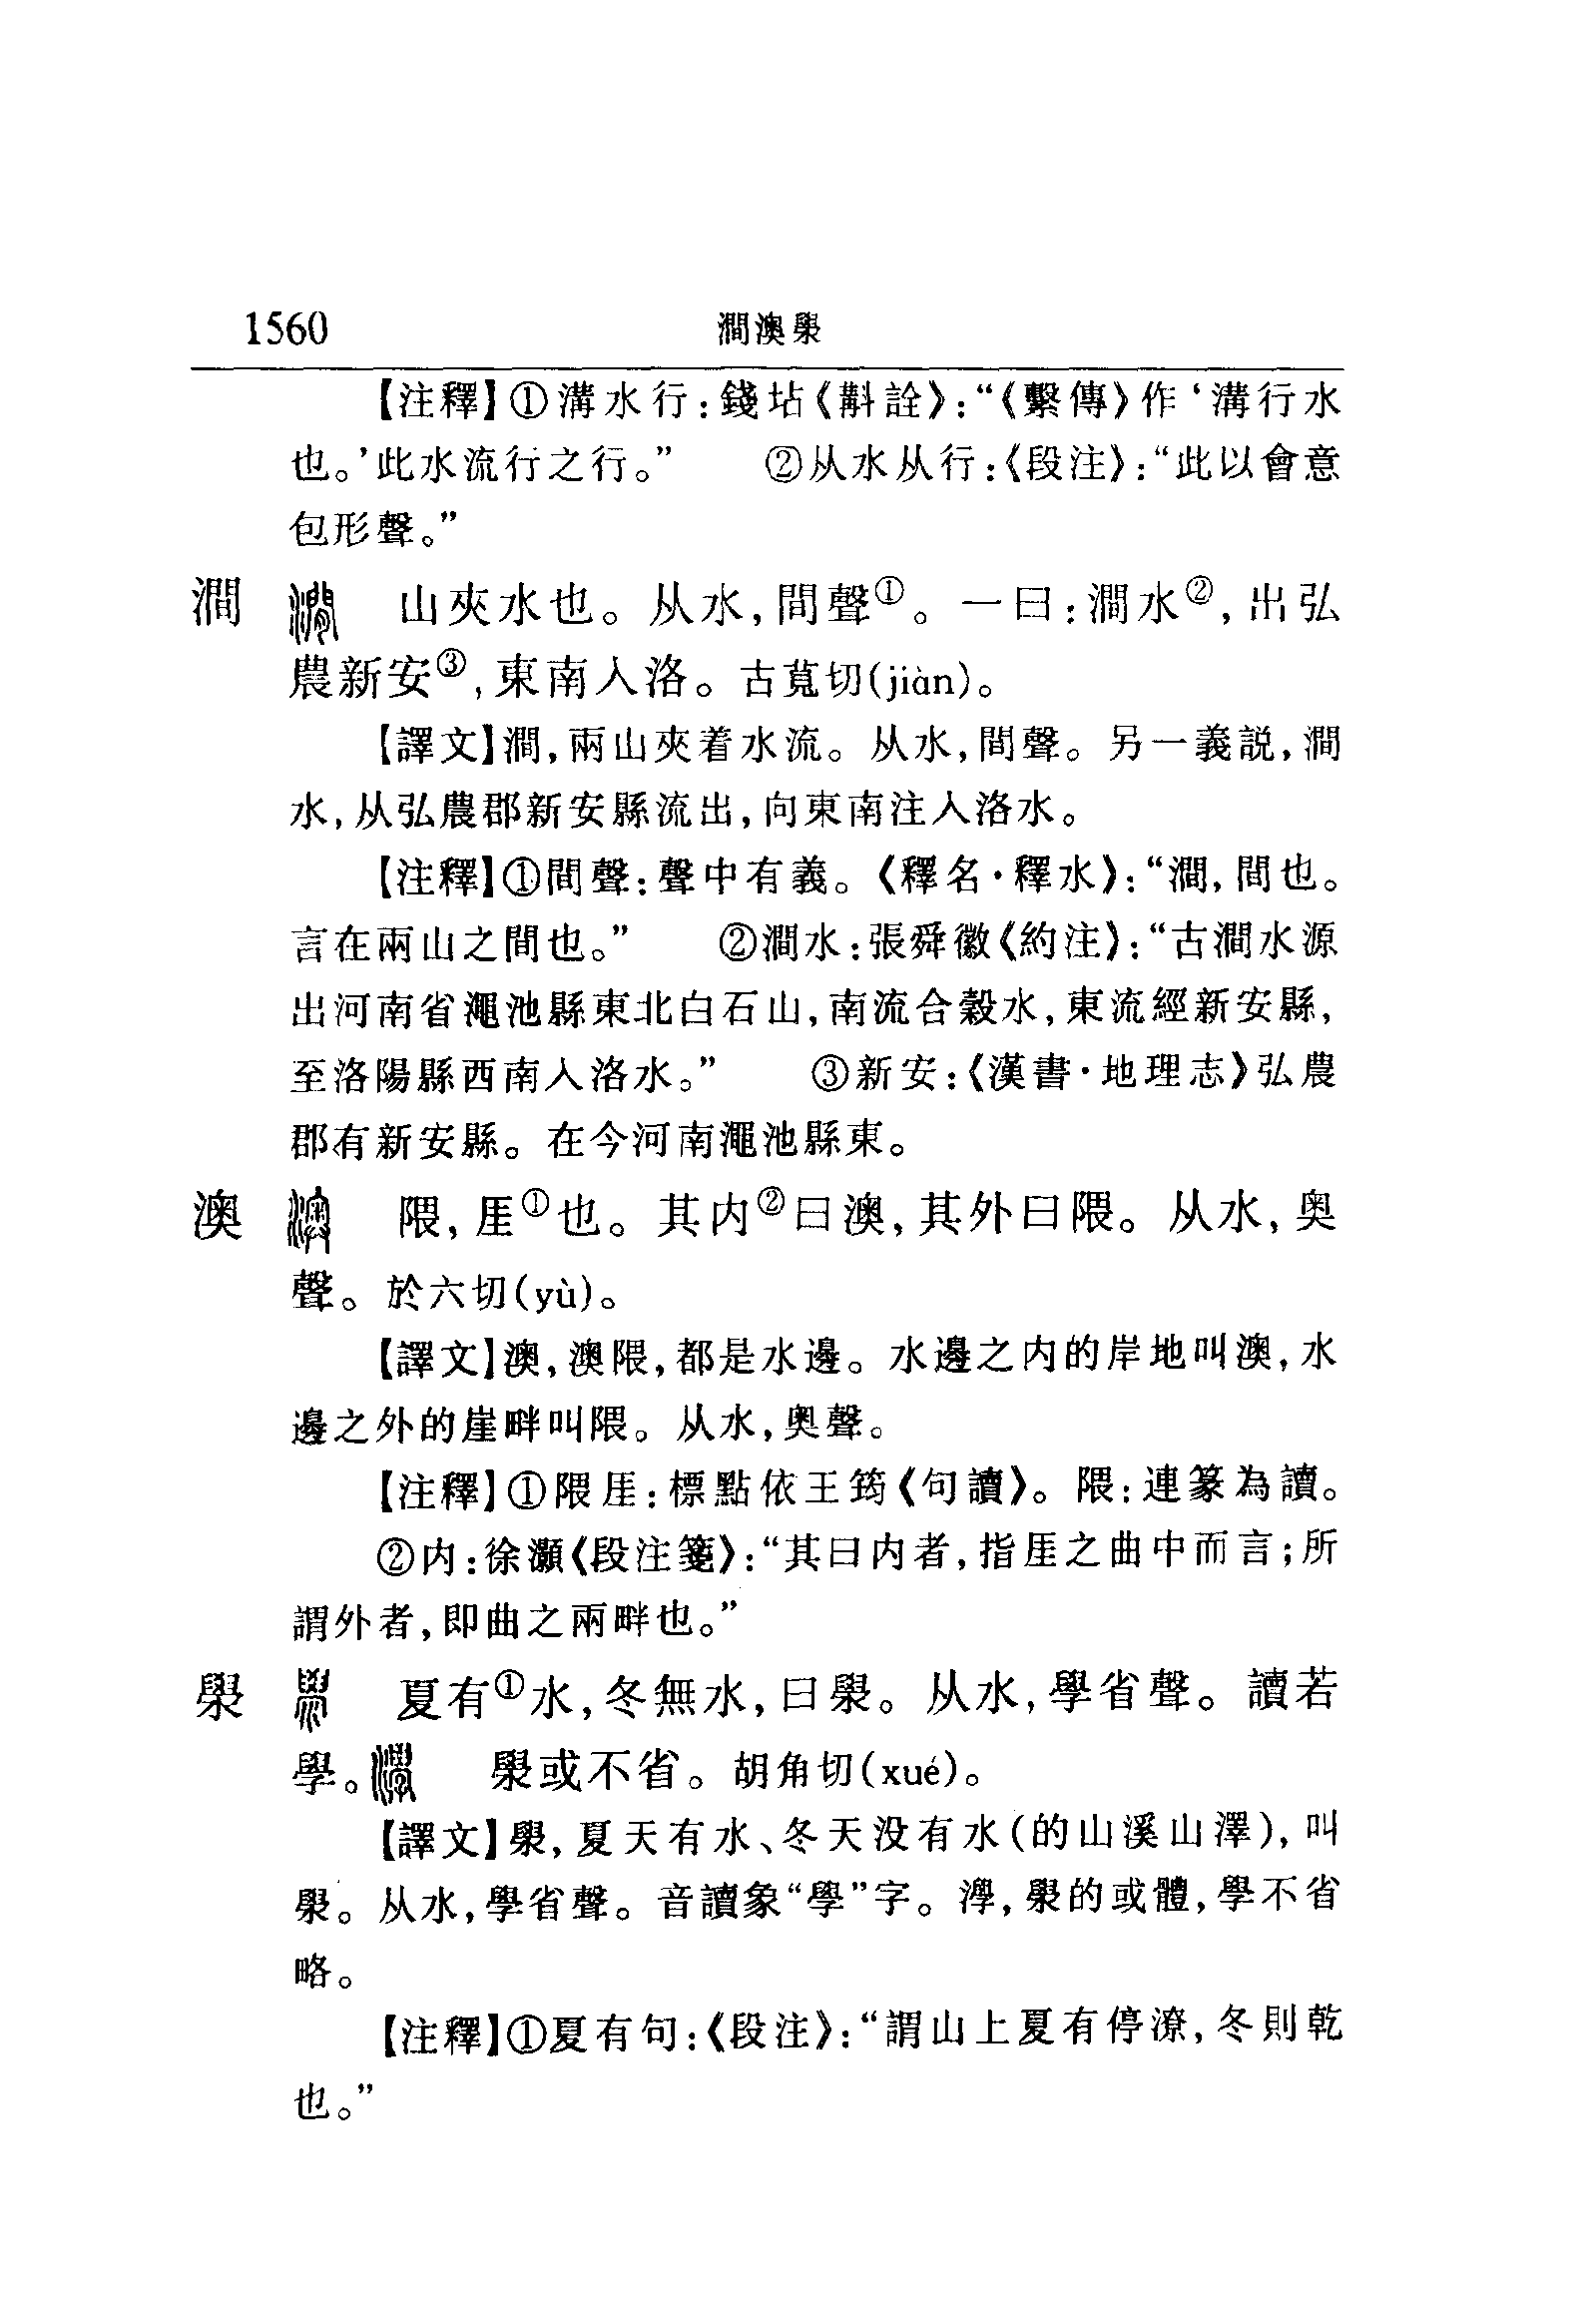 1560 澗澳澩
【注釋】①溝水行：錢坫《斠詮》：“《繫傳》作‘溝行水
也。’此水流行之行。” ②从水从行：《段注》：“此以會意
包形聲。”
澗 山夾水也。从水，間聲①。一曰：澗水②，出弘
農新安③，東南入洛。古莧切(jiàn)。
【譯文】澗，兩山夾着水流。从水，間聲。另一義説，澗
水，从弘農郡新安縣流出，向東南注入洛水。
【注釋】①間聲：聲中有義。《釋名·釋水》：“澗，間也。
言在兩山之間也。” ②澗水：張舜徽《約注》：“古澗水源
出河南省澠池縣東北白石山，南流合穀水，東流經新安縣，
至洛陽縣西南入洛水。” ③新安：《漢書·地理志》弘農
郡有新安縣。在今河南澠池縣東。
澳 隈，厓①也。其内②曰澳，其外曰隈。从水，奥
聲。於六切(yù)。
【譯文】澳，澳隈，都是水邊。水邊之内的岸地叫澳，水
邊之外的崖畔叫隈。从水，奥聲。
【注釋】①隈厓：標點依王筠《句讀》。隈：連篆為讀。
②内：徐灝《段注箋》：“其曰内者，指厓之曲中而言；所
謂外者，即曲之兩畔也。”
澩 夏有①水，冬無水，曰澩。从水，學省聲。讀若
學。 澩或不省。胡角切(xué)。
【譯文】澩，夏天有水、冬天没有水(的山溪山澤)，叫
澩。从水，學省聲。音讀象“學”字。澩的或體，學不省
略。
【注釋】①夏有句：《段注》：“謂山上夏有停潦，冬則乾
也。”